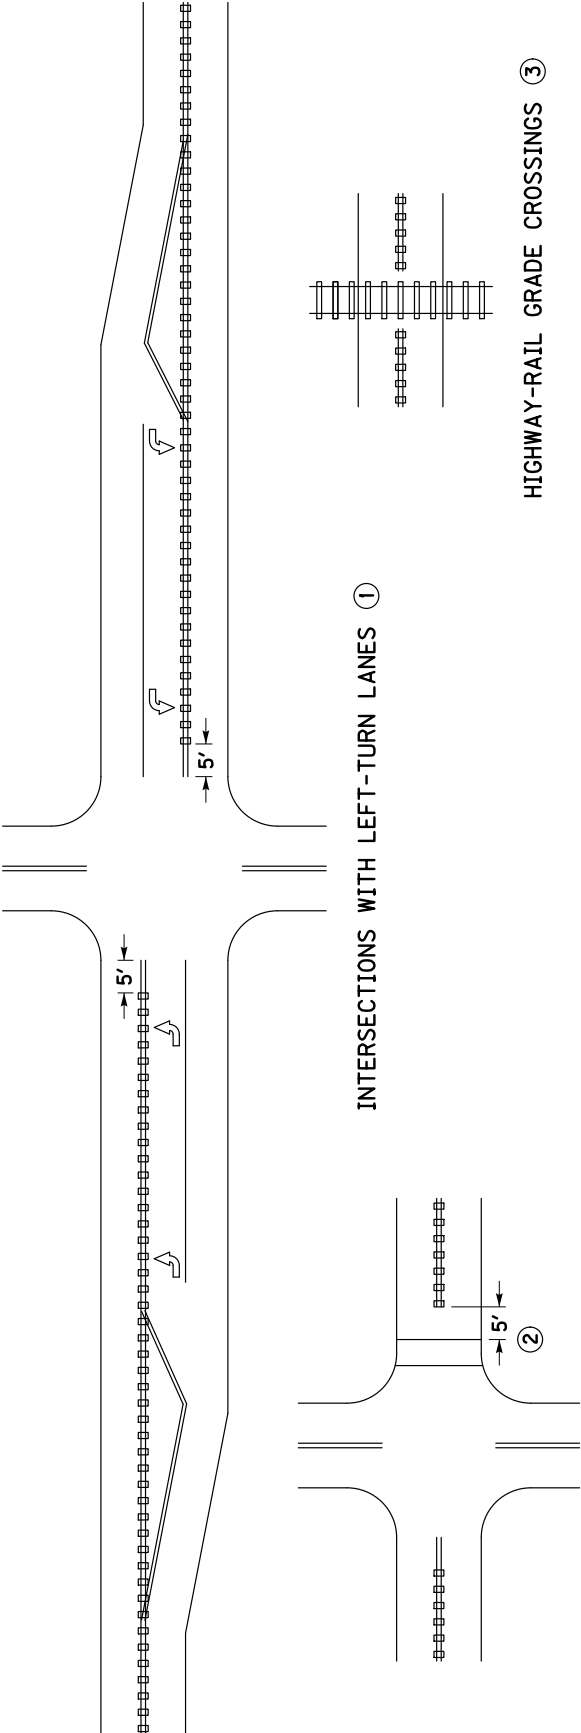 HIGHWAY-RAIL GRADE CROSSINGS 3
INTERSECTIONS WITH LEFT-TURN LANES 1
5'
5'
5'
2